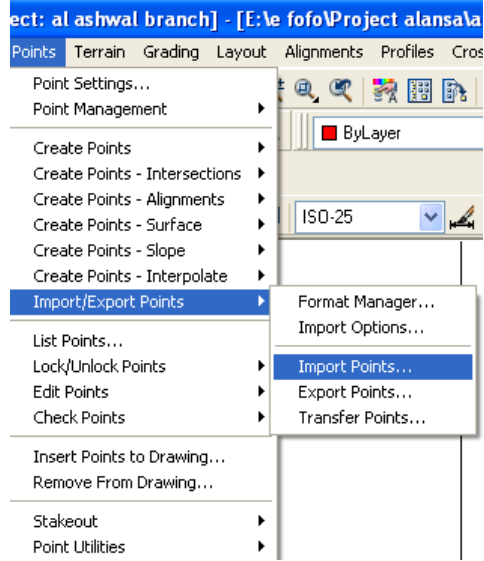 ect: al ashwal branch] - [E:\e fofo\Project alansa\a
Points Terrain Grading Layout Alignments Profiles Cros
Point Settings...
Point Management
ByLayer
Create Points
Create Points - Intersections
Create Points - Alignments
Create Points - Surface
ISO-25
Create Points - Slope
Create Points - Interpolate
Import/Export Points
Format Manager...
Import Options...
Import Points...
Export Points...
Transfer Points...
List Points...
Lock/Unlock Points
Edit Points
Check Points
Insert Points to Drawing...
Remove From Drawing...
Stakeout
Point Utilities